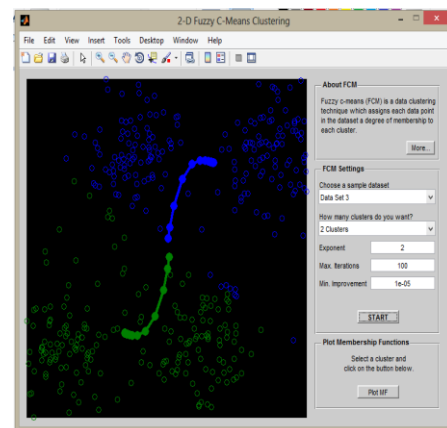 2-D Fuzzy C-Means Clustering
File Edit View Insert Tools Desktop Window Help
About FCM
Fuzzy c-means (FCM) is a data clustering
technique which assigns each data point
in the dataset a degree of membership to
each cluster.
More...
FCM Settings
Choose a sample dataset
Data Set 3
How many clusters do you want?
2 Clusters
Exponent 2
Max. Iterations 100
Min. Improvement 1e-05
START
Plot Membership Functions
Select a cluster and
click on the button below.
Plot MF